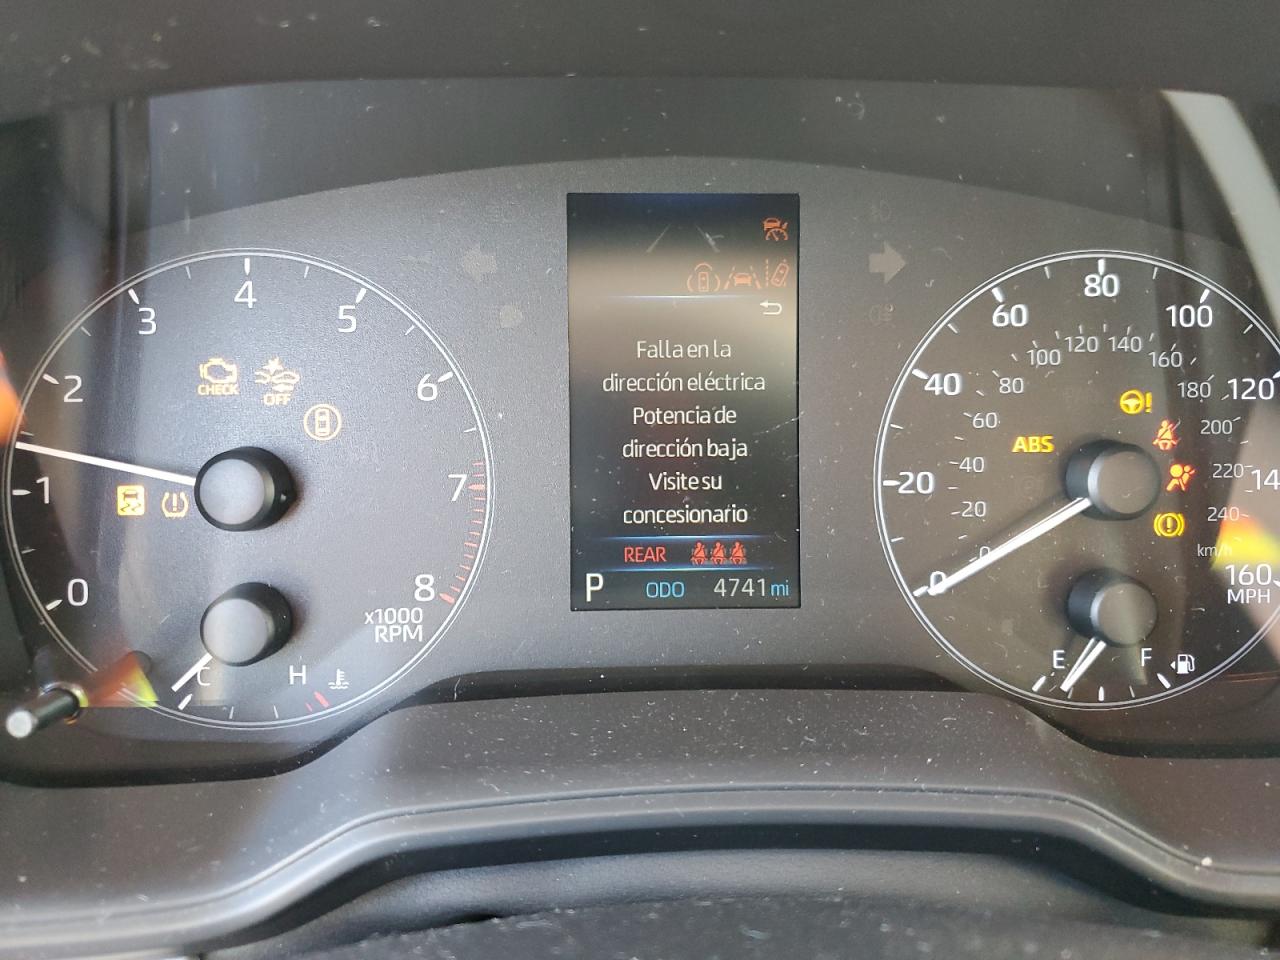 4
3
5
2
6
CHECK
OFF
1
7
0
8
x1000
RPM
C
H
Falla en la
dirección eléctrica
Potencia de
dirección baja
Visite su
concesionario
REAR
P ODO 4741 mi
80
60
100
40
120
20
0
160
MPH
100
120
140
160
80
180
60
200
40
220
20
240
0
km/h
ABS
E
F